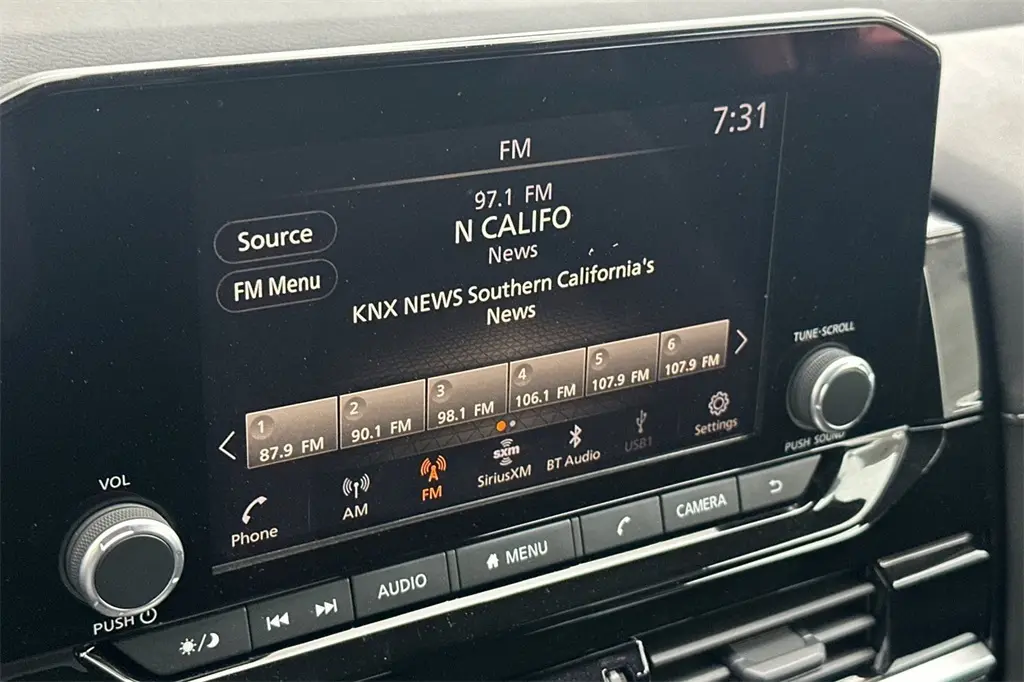 7:31
FM
97.1 FM
N CALIFO
News
KNX NEWS Southern California's
News
Source
FM Menu
1
87.9 FM
2
90.1 FM
3
98.1 FM
4
106.1 FM
5
107.9 FM
6
107.9 FM
Phone
AM
FM
sxm
SiriusXM
BT Audio
USB1
Settings
VOL
PUSH
TUNE·SCROLL
PUSH SOUND
AUDIO
MENU
CAMERA